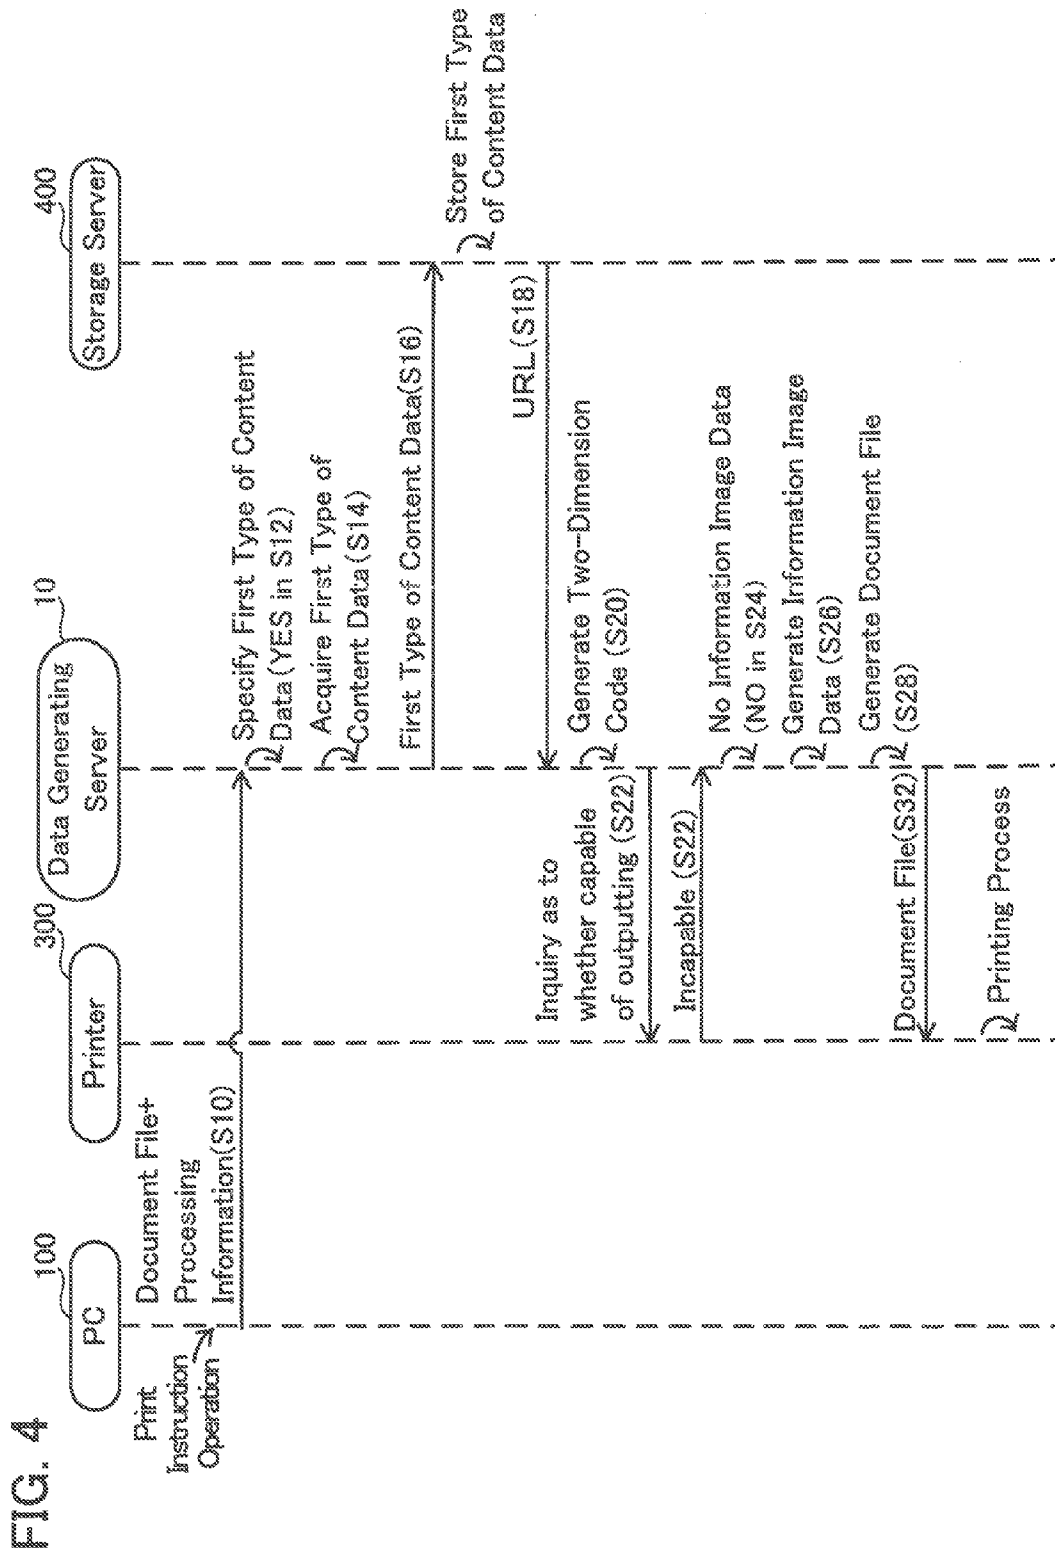 FIG. 4
100
PC
300
Printer
10
Data Generating
Server
400
Storage Server
Print
Instruction
Operation
Document File+
Processing
Information(S10)
Specify First Type of Content
Data(YES in S12)
Acquire First Type of
Content Data(S14)
First Type of Content Data(S16)
Store First Type
of Content Data
URL(S18)
Generate Two-Dimension
Code (S20)
Inquiry as to
whether capable
of outputting (S22)
Incapable (S22)
No Information Image Data
(NO in S24)
Generate Information Image
Data (S26)
Generate Document File
(S28)
Document File(S32)
Printing Process